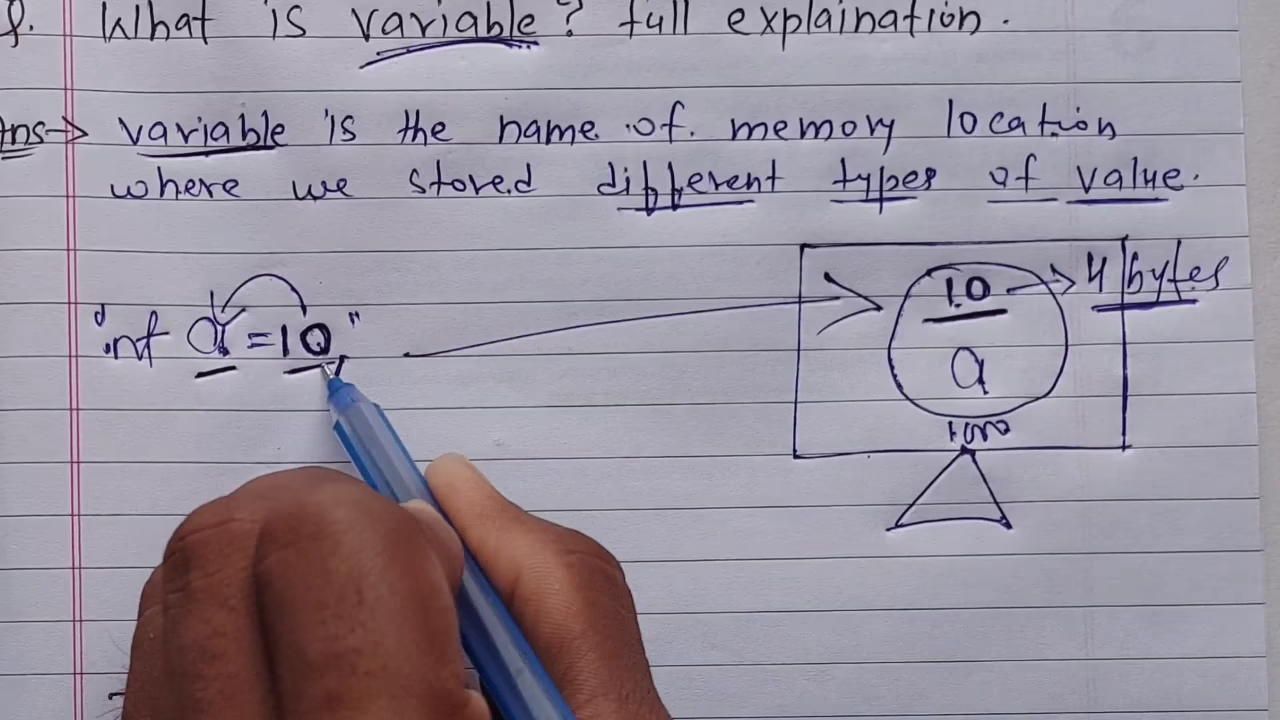 Q. What is variable? full explaination.
Ans→ variable is the name of memory location
where we stored different types of value.
"int a = 10"
10 → 4 bytes
a
1000